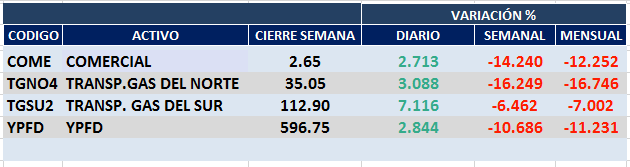 VARIACIÓN %
CODIGO ACTIVO CIERRE SEMANA DIARIO SEMANAL MENSUAL
COME COMERCIAL 2.65 2.713 -14.240 -12.252
TGNO4 TRANSP.GAS DEL NORTE 35.05 3.088 -16.249 -16.746
TGSU2 TRANSP. GAS DEL SUR 112.90 7.116 -6.462 -7.002
YPFD YPFD 596.75 2.844 -10.686 -11.231